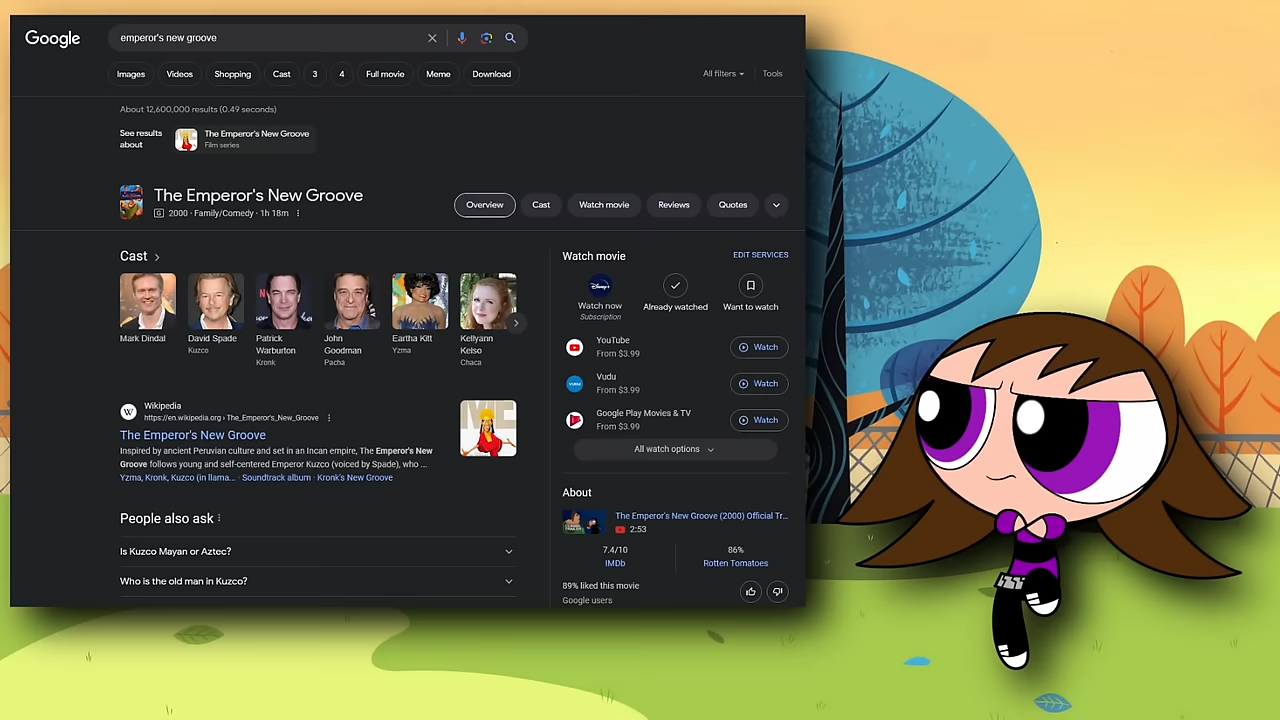 Google
emperor's new groove
Images
Videos
Shopping
Cast
3
4
Full movie
Meme
Download
All filters
Tools
About 12,600,000 results (0.49 seconds)
See results
about
The Emperor's New Groove
Film series
The Emperor's New Groove
2000 · Family/Comedy · 1h 18m
Overview
Cast
Watch movie
Reviews
Quotes
Cast
Mark Dindal
David Spade
Kuzco
Patrick
Warburton
Kronk
John
Goodman
Pacha
Eartha Kitt
Yzma
Kellyann
Kelso
Chaca
Wikipedia
https://en.wikipedia.org › The_Emperor's_New_Groove
The Emperor's New Groove
Inspired by ancient Peruvian culture and set in an Incan empire, The Emperor's New
Groove follows young and self-centered Emperor Kuzco (voiced by Spade), who ...
Yzma, Kronk, Kuzco (in llama... · Soundtrack album · Kronk's New Groove
People also ask
Is Kuzco Mayan or Aztec?
Who is the old man in Kuzco?
Watch movie
EDIT SERVICES
Disney+
Watch now
Subscription
Already watched
Want to watch
YouTube
From $3.99
Watch
Vudu
From $3.99
Watch
Google Play Movies & TV
From $3.99
Watch
All watch options
About
The Emperor's New Groove (2000) Official Tr...
2:53
7.4/10
IMDb
86%
Rotten Tomatoes
89% liked this movie
Google users